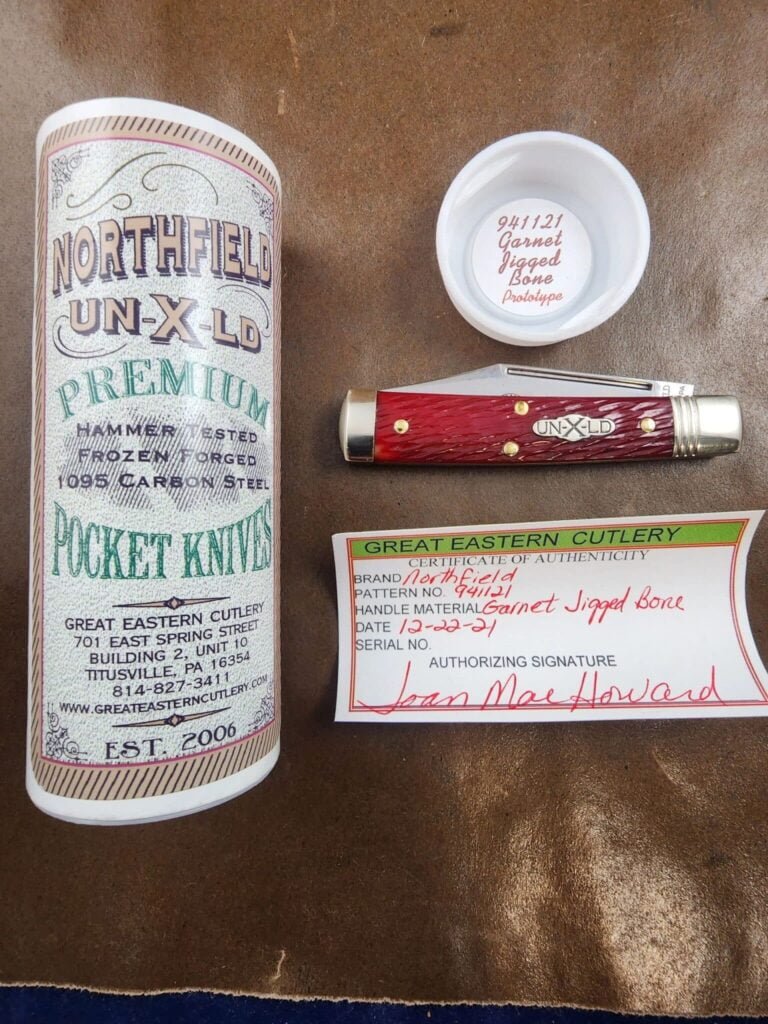 NORTHFIELD
UN-X-LD
PREMIUM
HAMMER TESTED
FROZEN FORGED
1095 CARBON STEEL
POCKET KNIVES
GREAT EASTERN CUTLERY
701 EAST SPRING STREET
BUILDING 2, UNIT 10
TITUSVILLE, PA 16354
814-827-3411
WWW.GREATEASTERNCUTLERY.COM
EST. 2006
941121
Garnet
Jigged
Bone
Prototype
UN-X-LD
GREAT EASTERN CUTLERY
CERTIFICATE OF AUTHENTICITY
BRAND Northfield
PATTERN NO. 941121
HANDLE MATERIAL Garnet Jigged Bone
DATE 12-22-21
SERIAL NO.
AUTHORIZING SIGNATURE
Joan Mae Howard